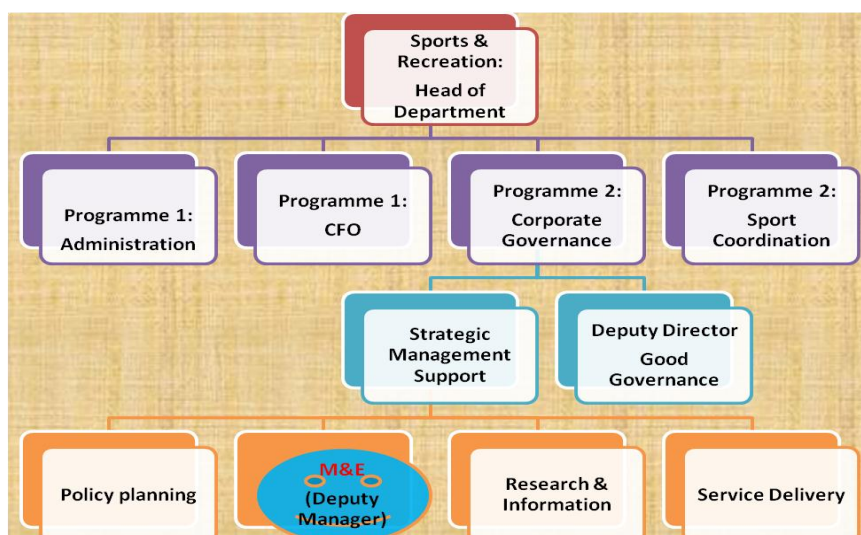 Sports &
Recreation:
Head of
Department
Programme 1:
Administration
Programme 1:
CFO
Programme 2:
Corporate
Governance
Programme 2:
Sport
Coordination
Strategic
Management
Support
Deputy Director
Good
Governance
Policy planning
M&E
(Deputy
Manager)
Research &
Information
Service Delivery